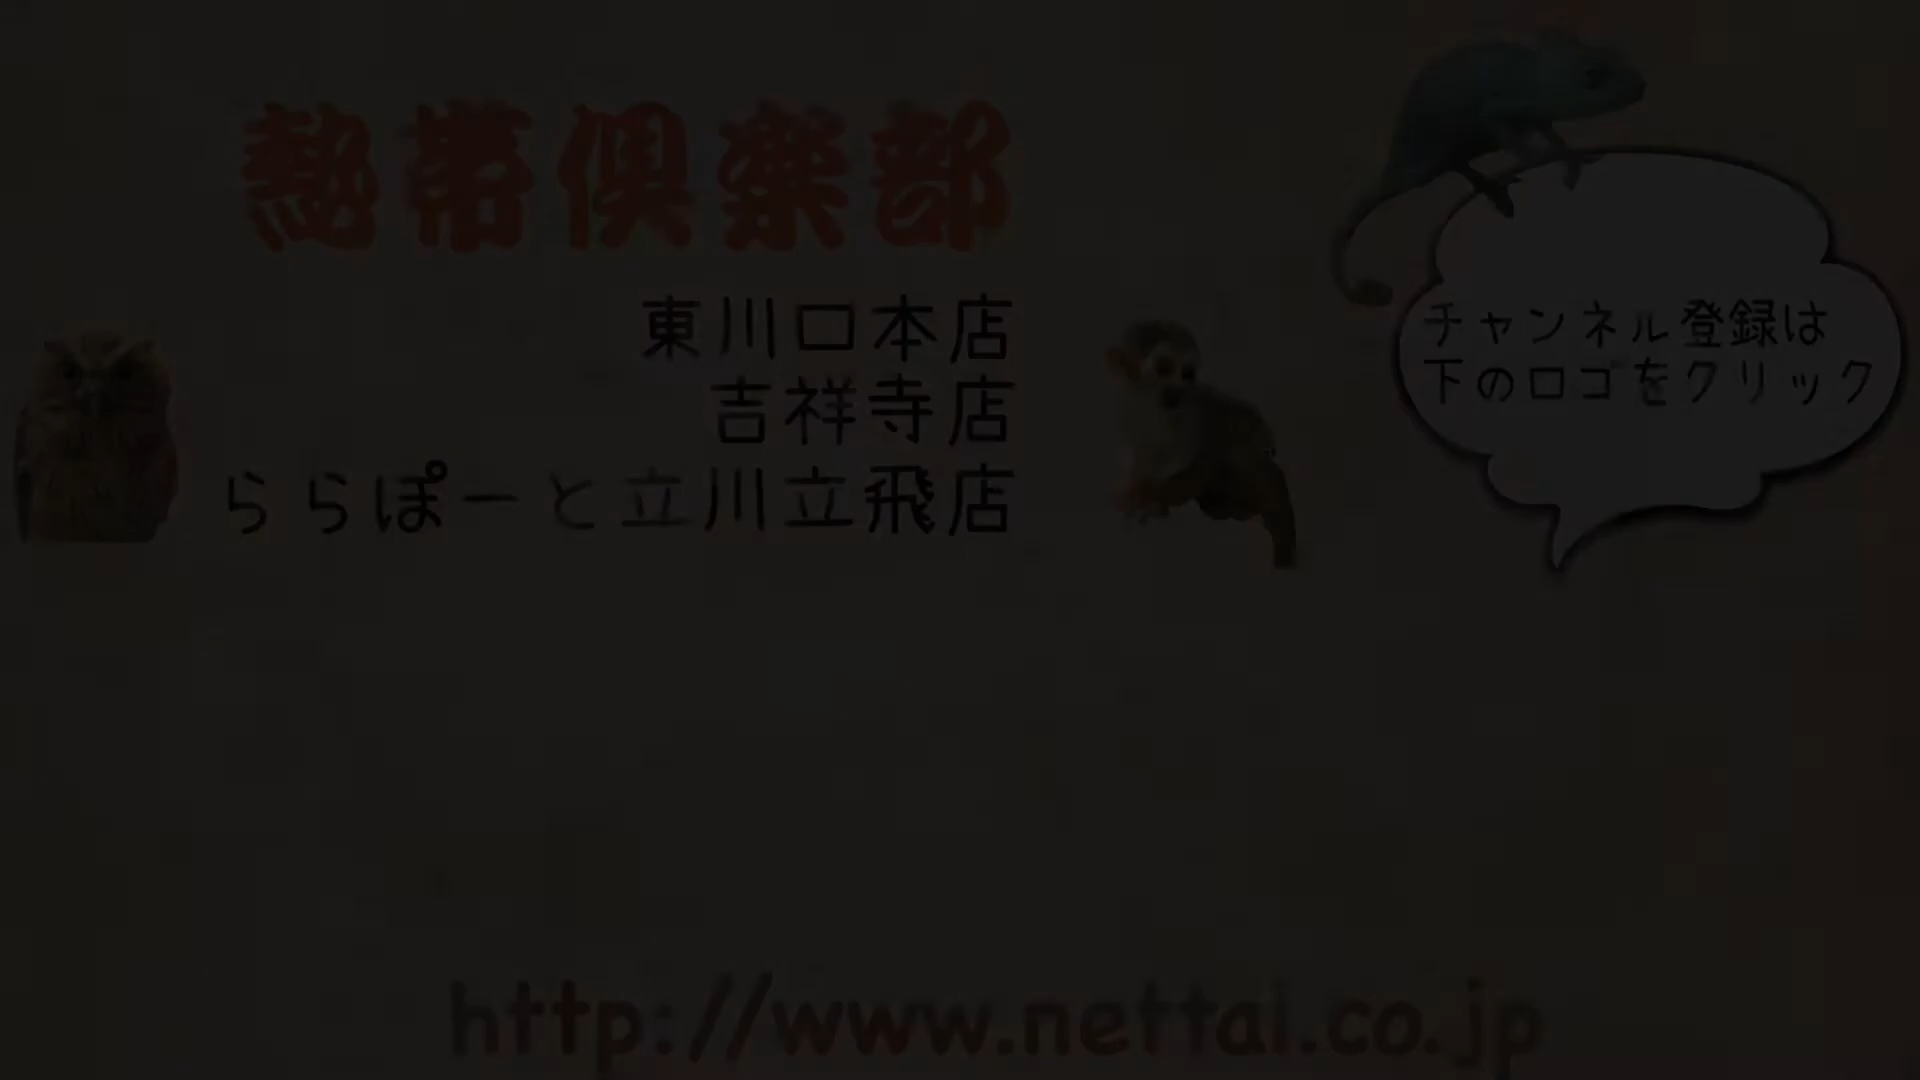 熱帯倶楽部
東川口本店
吉祥寺店
ららぽーと立川立飛店
チャンネル登録は
下のロゴをクリック
http://www.nettai.co.jp